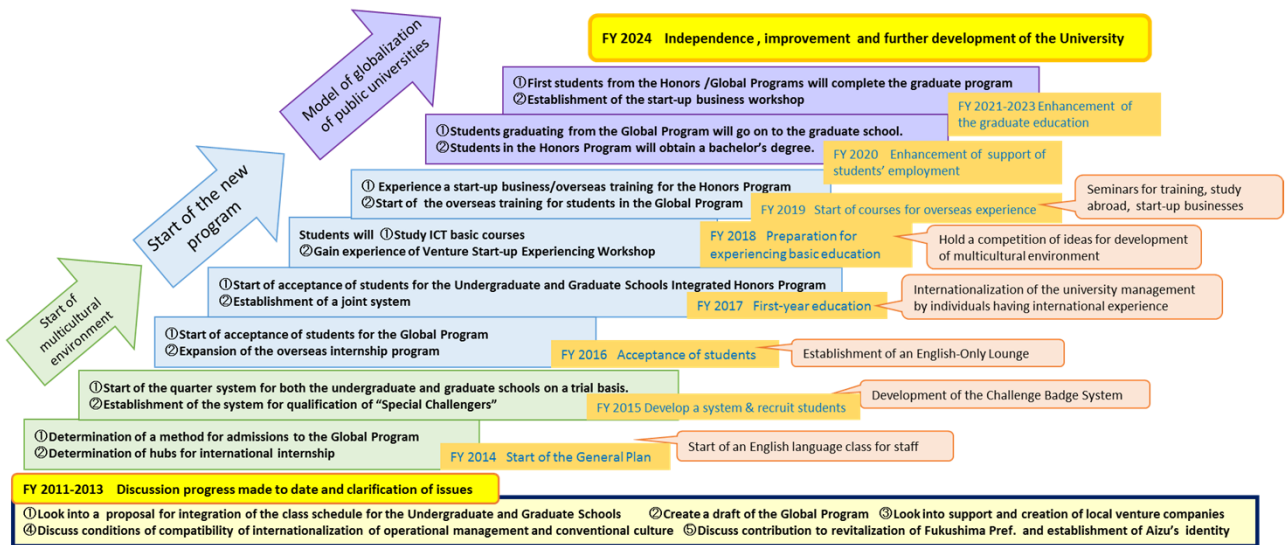 FY 2024 Independence , improvement and further development of the University
Model of globalization
of public universities
①First students from the Honors /Global Programs will complete the graduate program
②Establishment of the start-up business workshop
FY 2021-2023 Enhancement of
the graduate education
①Students graduating from the Global Program will go on to the graduate school.
②Students in the Honors Program will obtain a bachelor's degree.
FY 2020 Enhancement of support of
students' employment
Start of the new
program
① Experience a start-up business/overseas training for the Honors Program
②Start of the overseas training for students in the Global Program
FY 2019 Start of courses for overseas experience
Seminars for training, study
abroad, start-up businesses
Students will ①Study ICT basic courses
②Gain experience of Venture Start-up Experiencing Workshop
FY 2018 Preparation for
experiencing basic education
Hold a competition of ideas for development
of multicultural environment
①Start of acceptance of students for the Undergraduate and Graduate Schools Integrated Honors Program
②Establishment of a joint system
FY 2017 First-year education
Internationalization of the university management
by individuals having international experience
Start of
multicultural
environment
①Start of acceptance of students for the Global Program
②Expansion of the overseas internship program
FY 2016 Acceptance of students
Establishment of an English-Only Lounge
①Start of the quarter system for both the undergraduate and graduate schools on a trial basis.
②Establishment of the system for qualification of "Special Challengers"
FY 2015 Develop a system & recruit students
Development of the Challenge Badge System
①Determination of a method for admissions to the Global Program
②Determination of hubs for international internship
FY 2014 Start of the General Plan
Start of an English language class for staff
FY 2011-2013 Discussion progress made to date and clarification of issues
①Look into a proposal for integration of the class schedule for the Undergraduate and Graduate Schools ②Create a draft of the Global Program ③Look into support and creation of local venture companies
④Discuss conditions of compatibility of internationalization of operational management and conventional culture ⑤Discuss contribution to revitalization of Fukushima Pref. and establishment of Aizu's identity